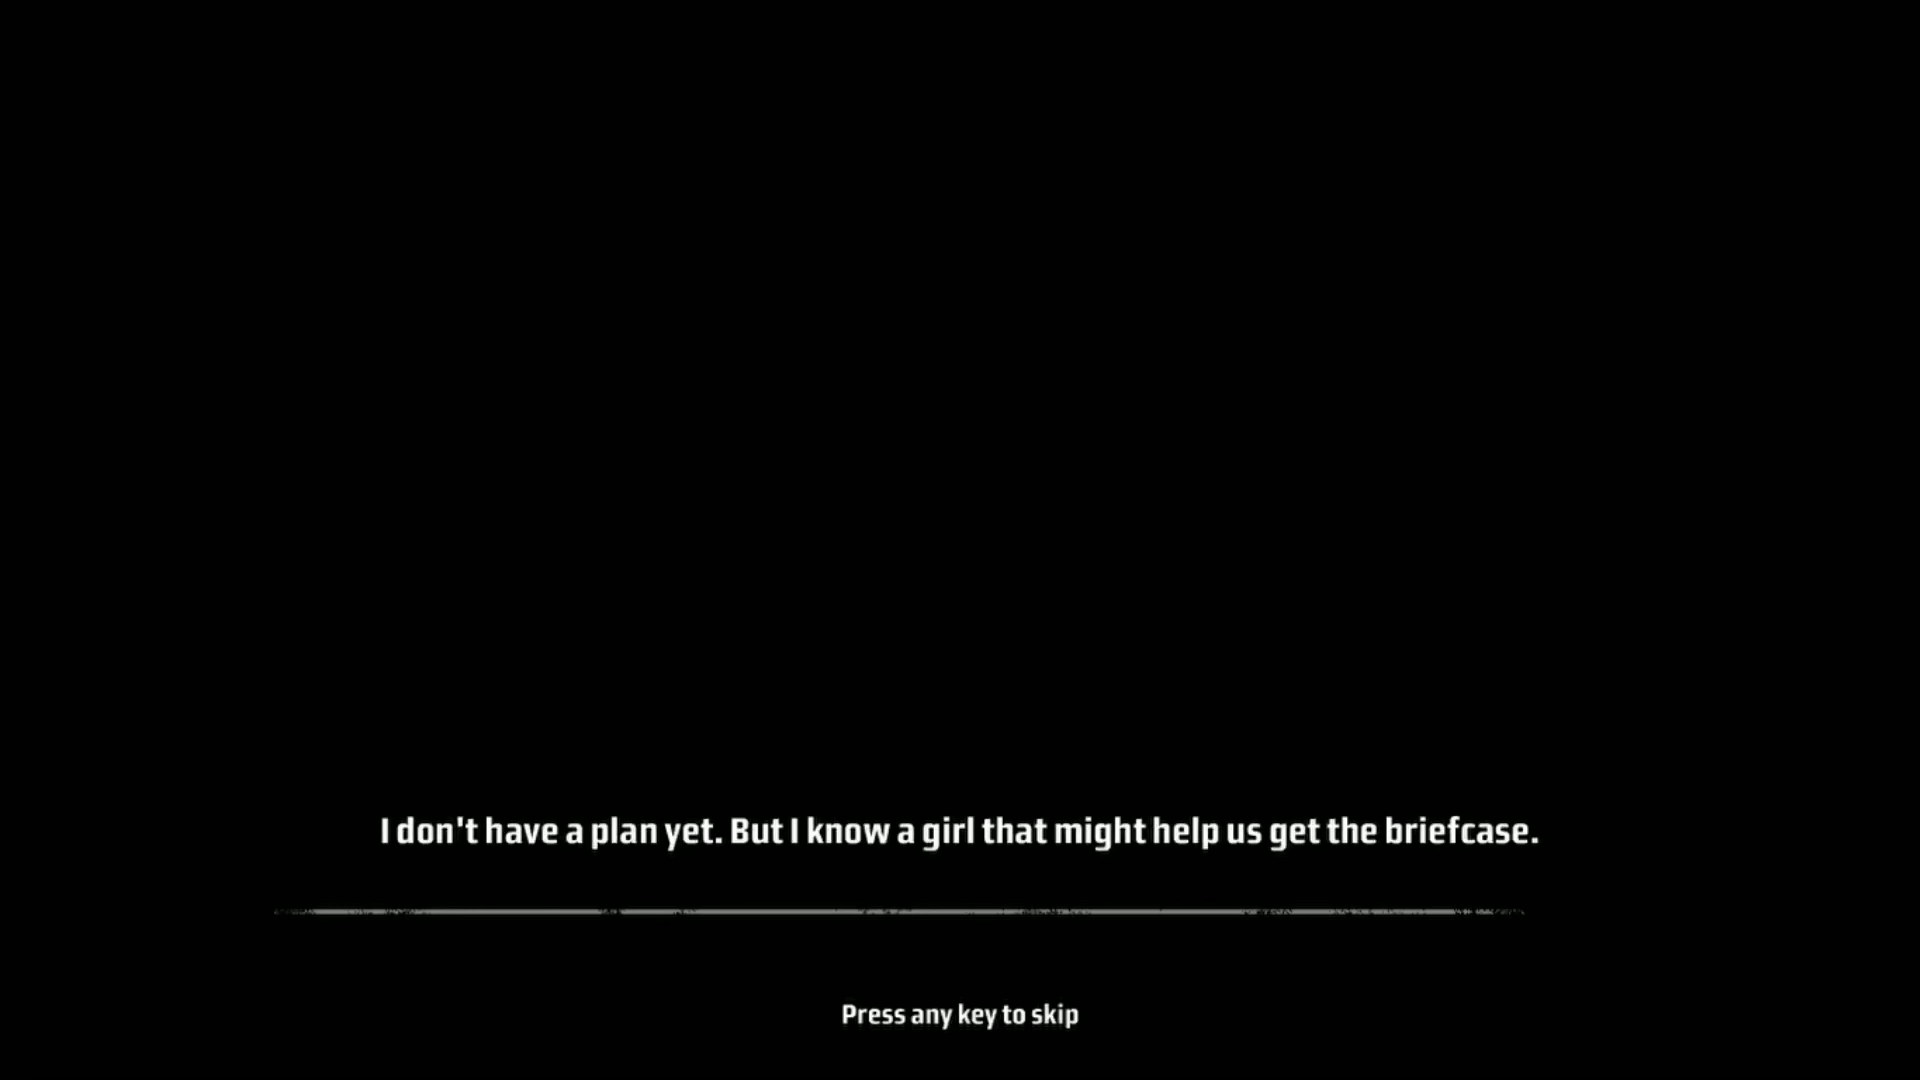 I don't have a plan yet. But I know a girl that might help us get the briefcase.
Press any key to skip